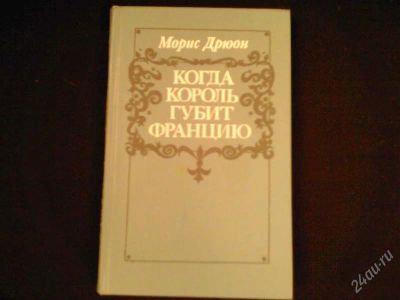 Морис Дрюон
КОГДА
КОРОЛЬ
ГУБИТ
ФРАНЦИЮ
24au.ru